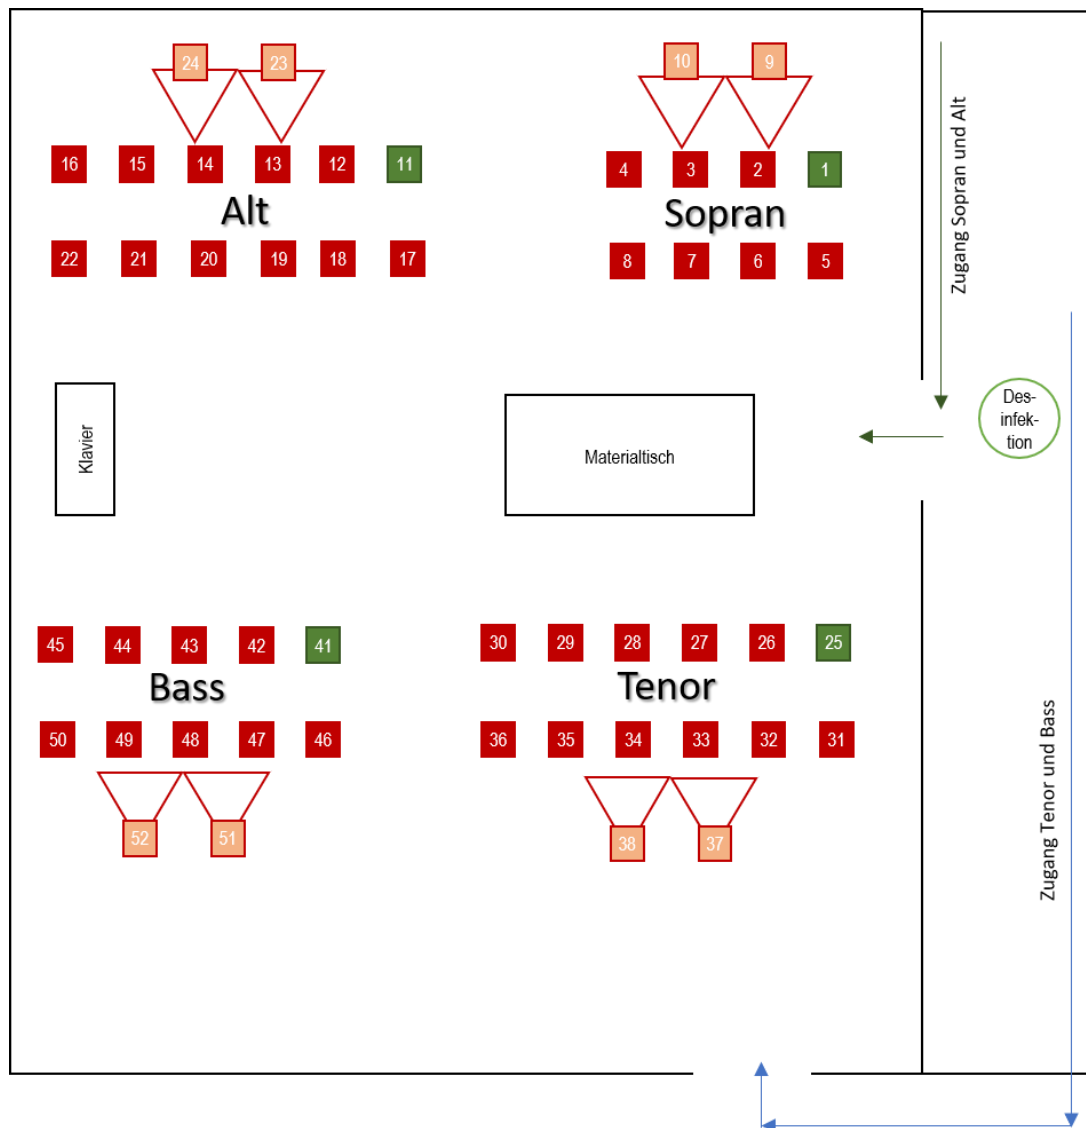 24 23 10 9
16 15 14 13 12 11 4 3 2 1
Alt Sopran
22 21 20 19 18 17 8 7 6 5
Zugang Sopran und Alt
Klavier
Materialtisch
Des-
infek-
tion
45 44 43 42 41 30 29 28 27 26 25
Bass Tenor
50 49 48 47 46 36 35 34 33 32 31
52 51 38 37
Zugang Tenor und Bass